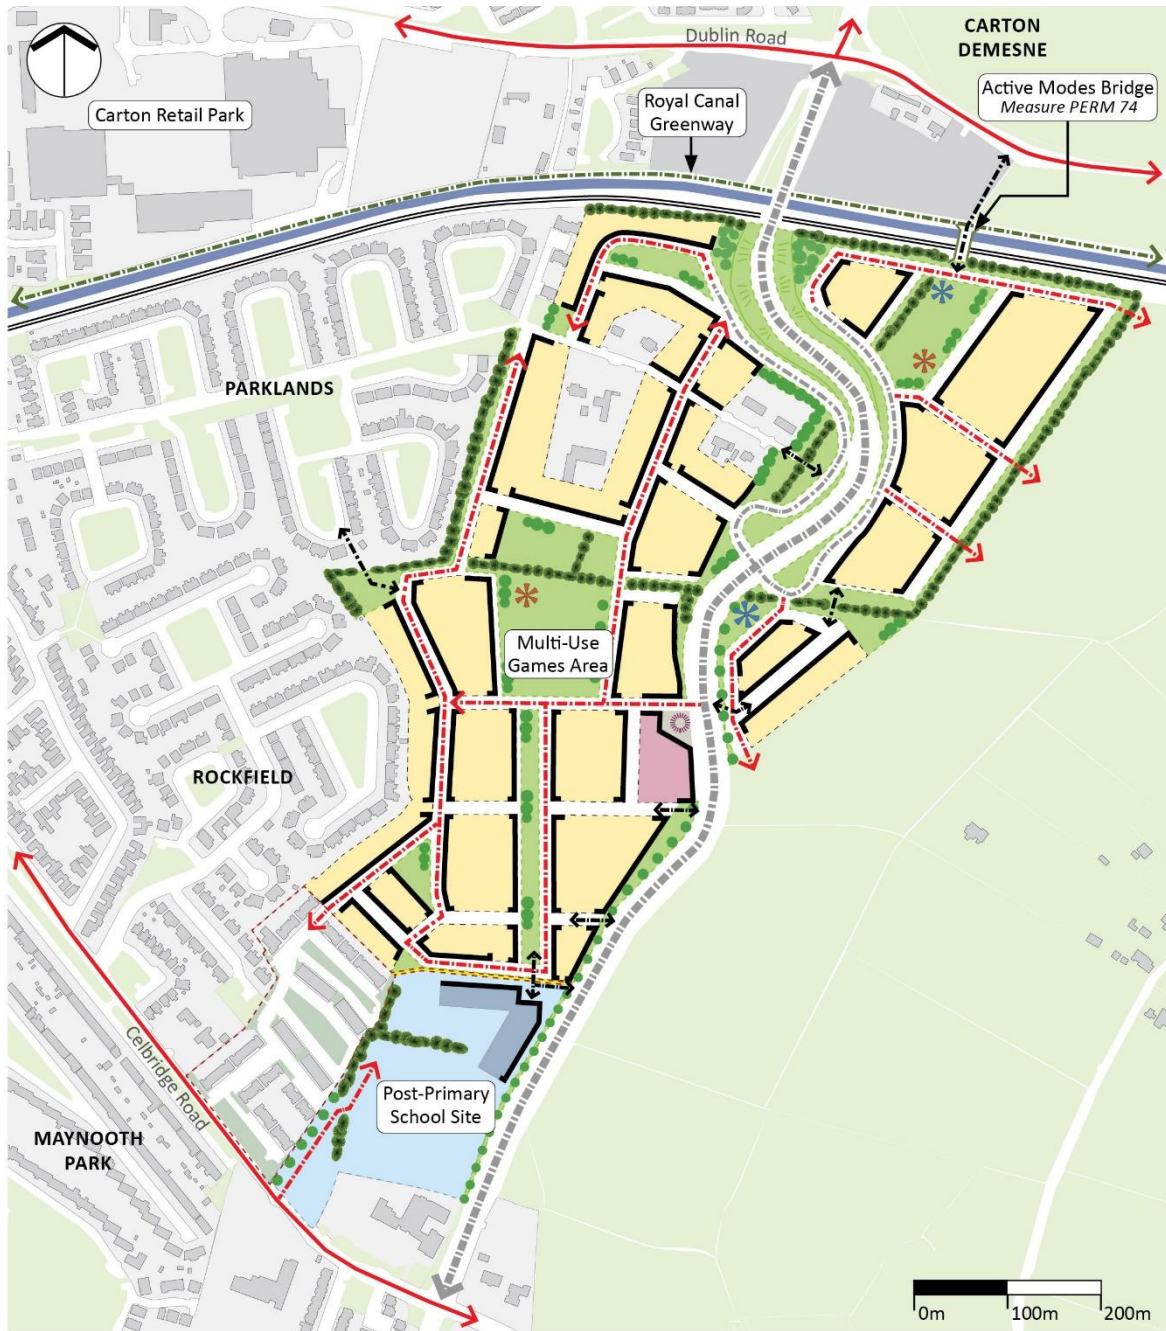 CARTON
DEMESNE
Dublin Road
Active Modes Bridge
Measure PERM 74
Carton Retail Park
Royal Canal
Greenway
PARKLANDS
Multi-Use
Games Area
ROCKFIELD
Celbridge Road
Post-Primary
School Site
MAYNOOTH
PARK
0m 100m 200m